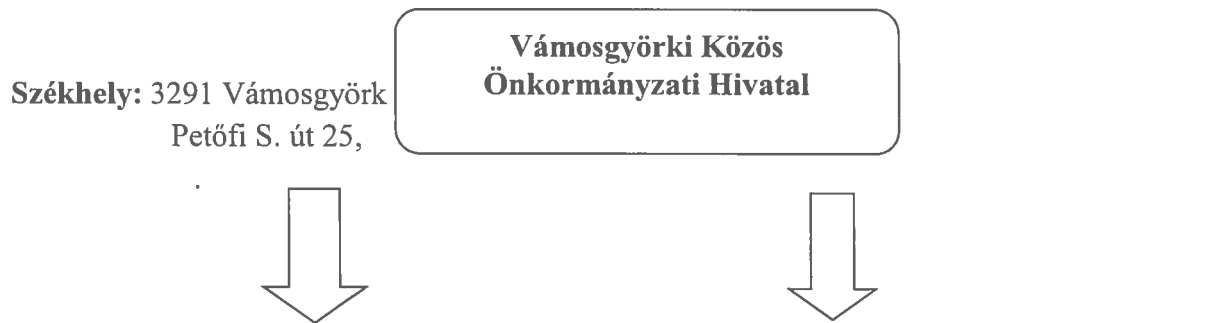 Vámosgyörki Közös
Önkormányzati Hivatal
Székhely: 3291 Vámosgyörk
Petőfi S. út 25,